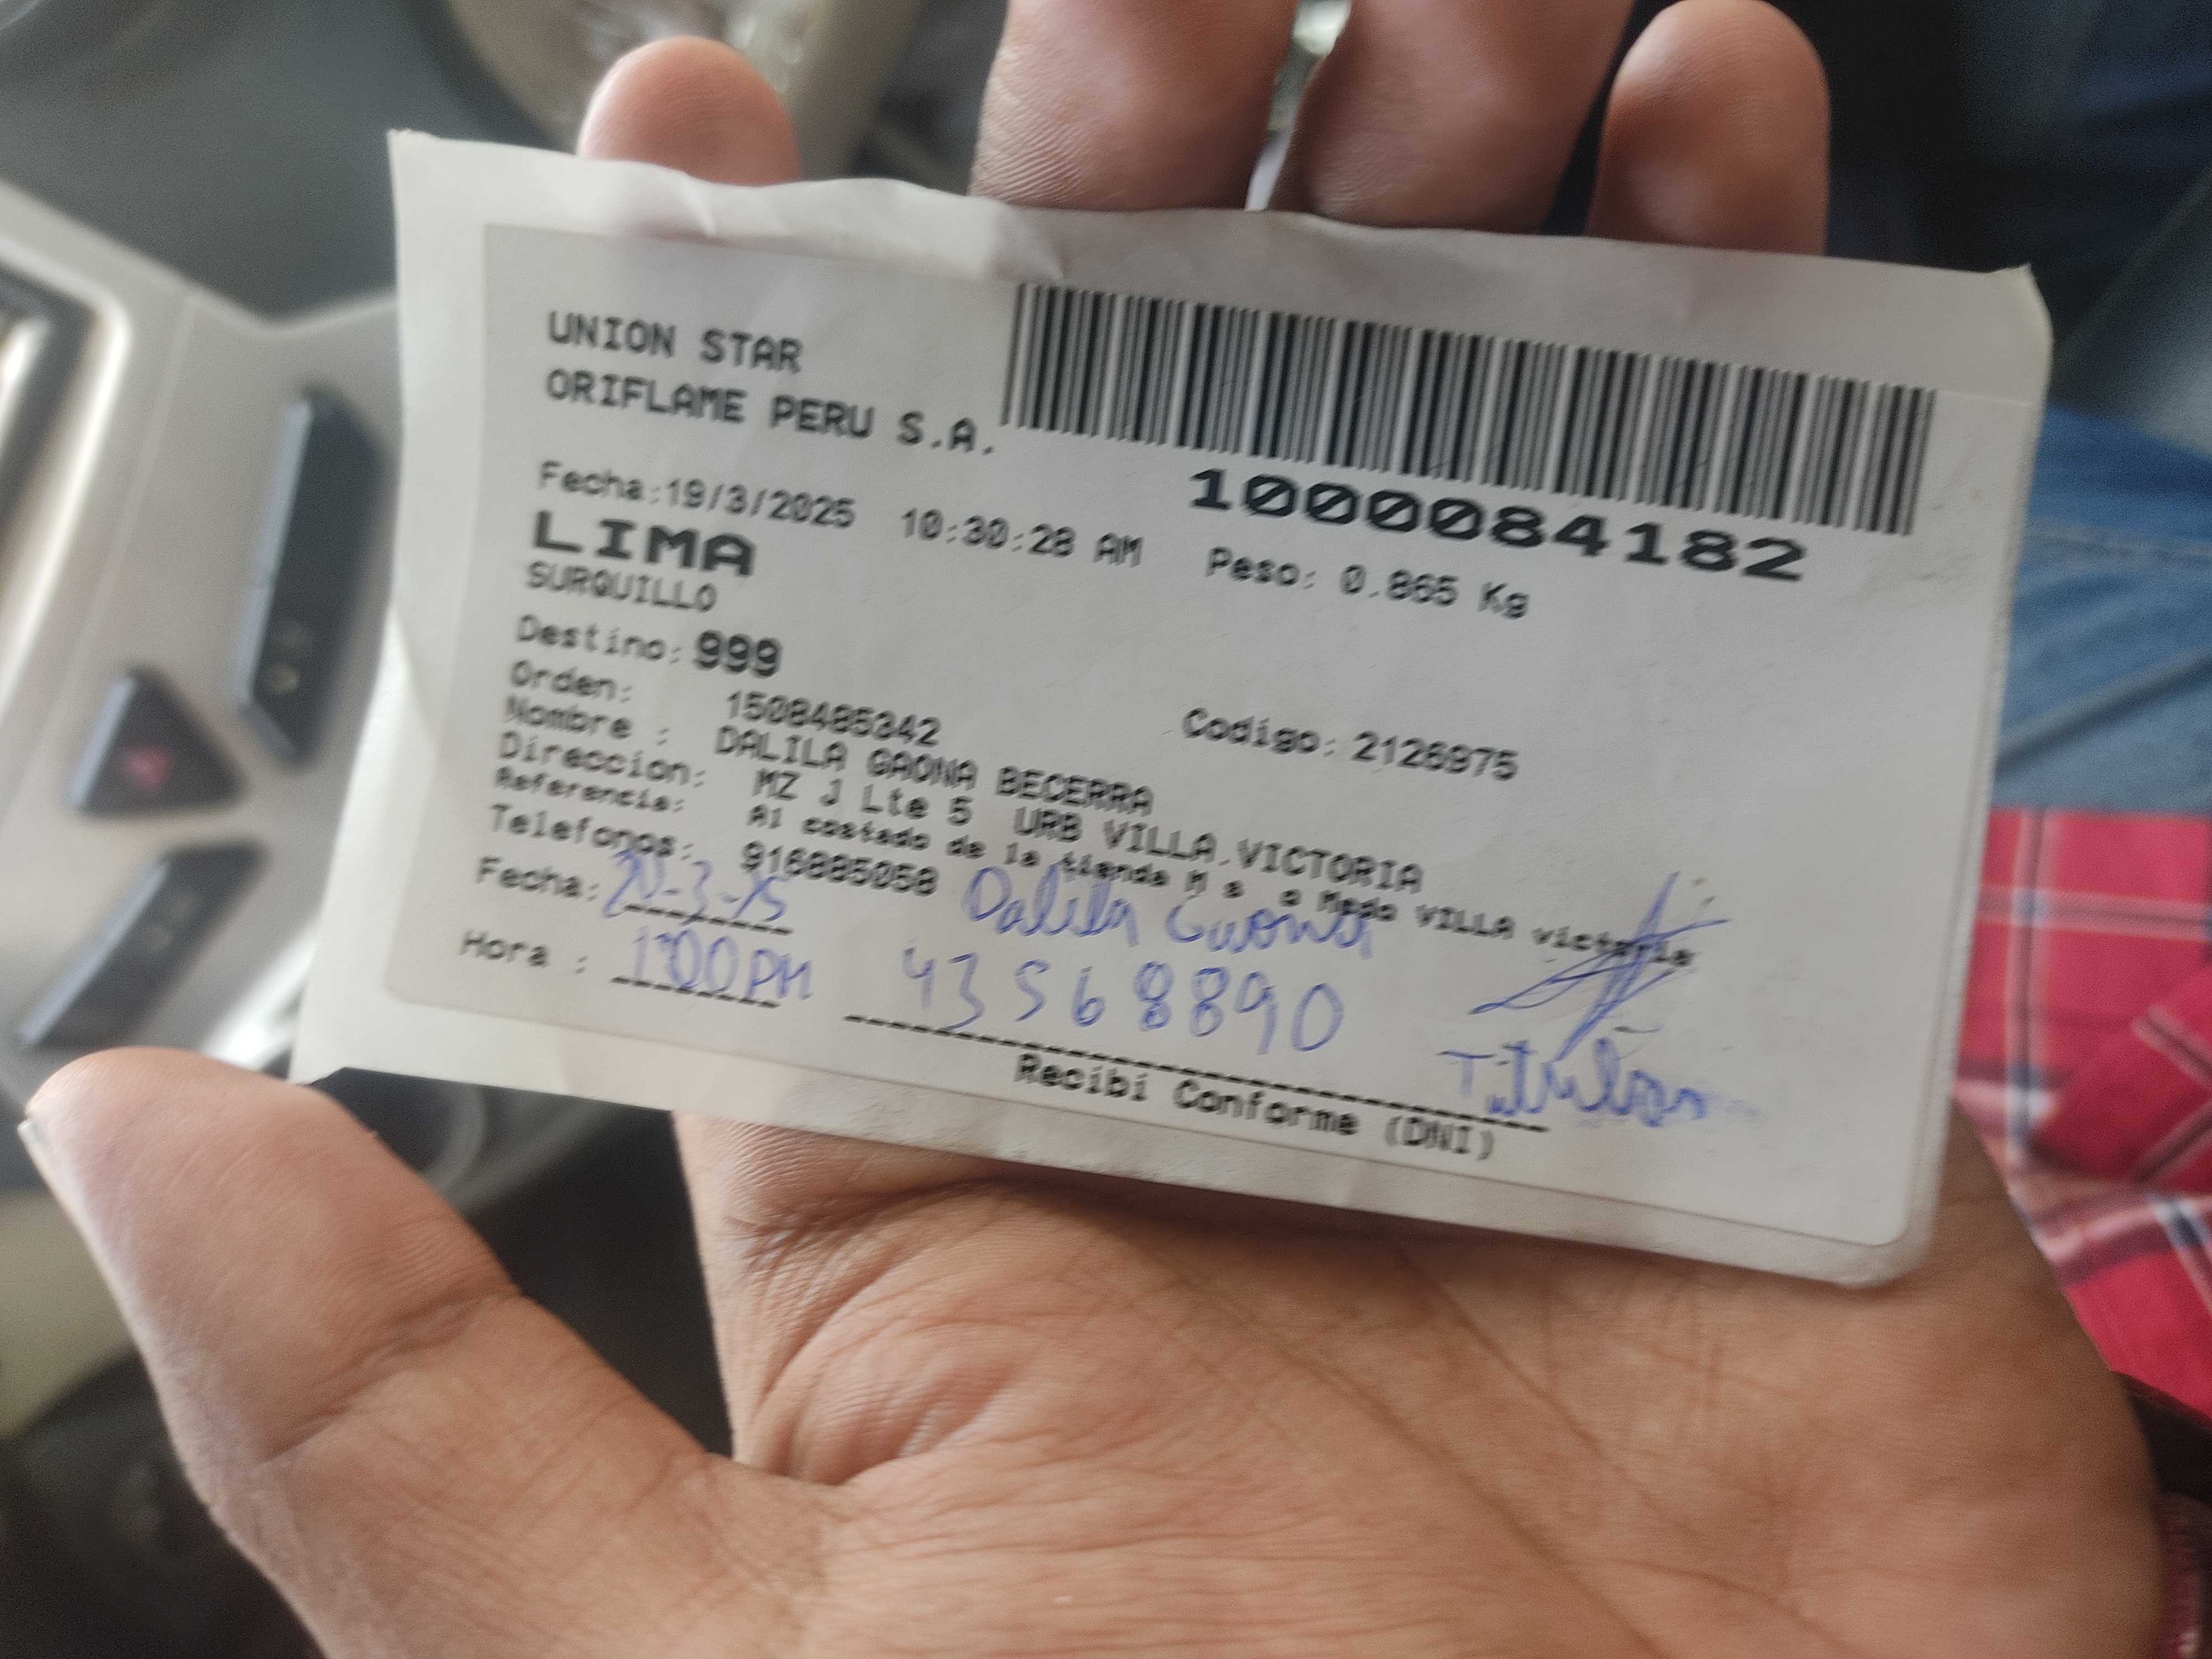 UNION STAR
ORIFLAME PERU S.A.
1000084182
Fecha:19/3/2025 10:30:28 AM Peso: 0.865 Kg
LIMA
SURQUILLO
Destino: 999
Orden: 1508485342 Codigo: 2126975
Nombre : DALILA GAONA BECERRA
Direccion: MZ J Lte 5 URB VILLA VICTORIA
Referencia: Al costado de la tienda M a o Meda VILLA victoria
Telefonos: 916885058
Fecha: 20-3-25 Dalila Gaona
Hora : 1:00 PM 43568890
Titular
Recibi Conforme (DNI)